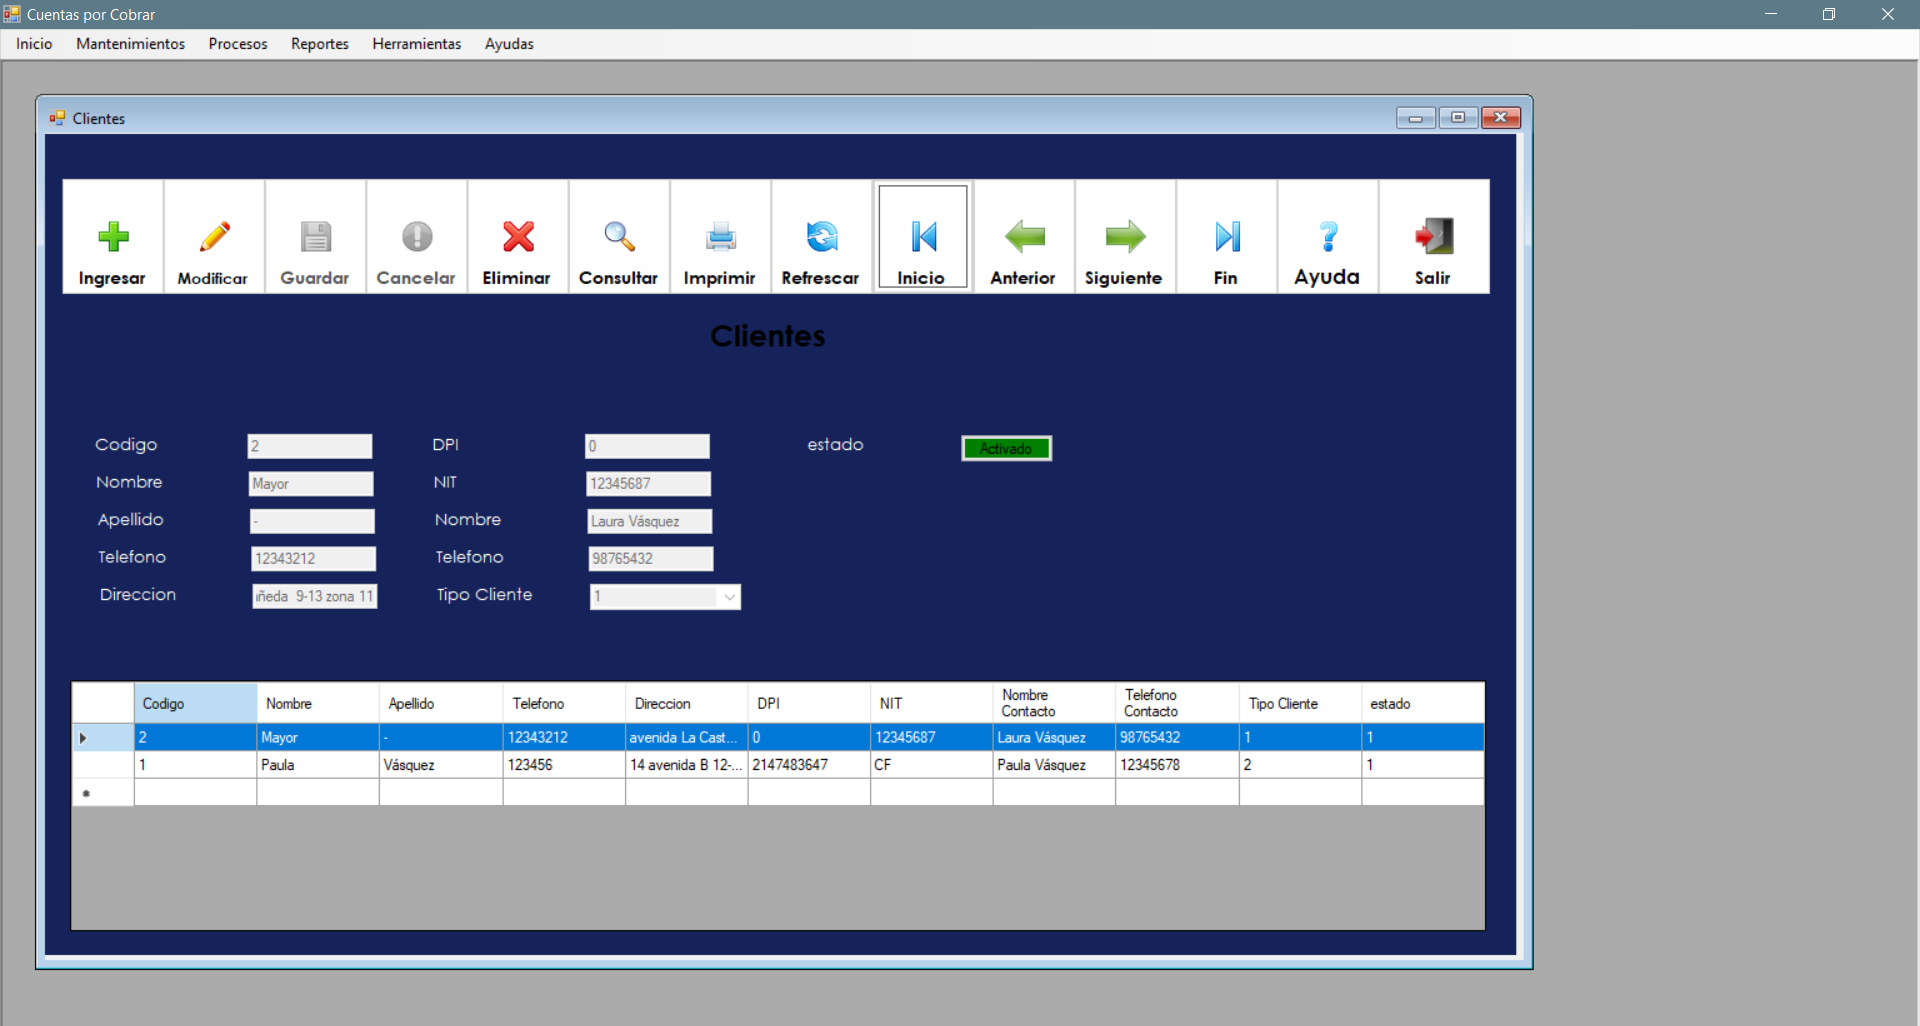 Cuentas por Cobrar
Inicio Mantenimientos Procesos Reportes Herramientas Ayudas
Clientes
Ingresar Modificar Guardar Cancelar Eliminar Consultar Imprimir Refrescar Inicio Anterior Siguiente Fin Ayuda Salir
Clientes
Codigo 2 DPI 0 estado Activado
Nombre Mayor NIT 12345687
Apellido - Nombre Laura Vásquez
Telefono 12343212 Telefono 98765432
Direccion ñeda 9-13 zona 11 Tipo Cliente 1
Codigo Nombre Apellido Telefono Direccion DPI NIT Nombre Contacto Telefono Contacto Tipo Cliente estado
2 Mayor - 12343212 avenida La Cast... 0 12345687 Laura Vásquez 98765432 1 1
1 Paula Vásquez 123456 14 avenida B 12-... 2147483647 CF Paula Vásquez 12345678 2 1